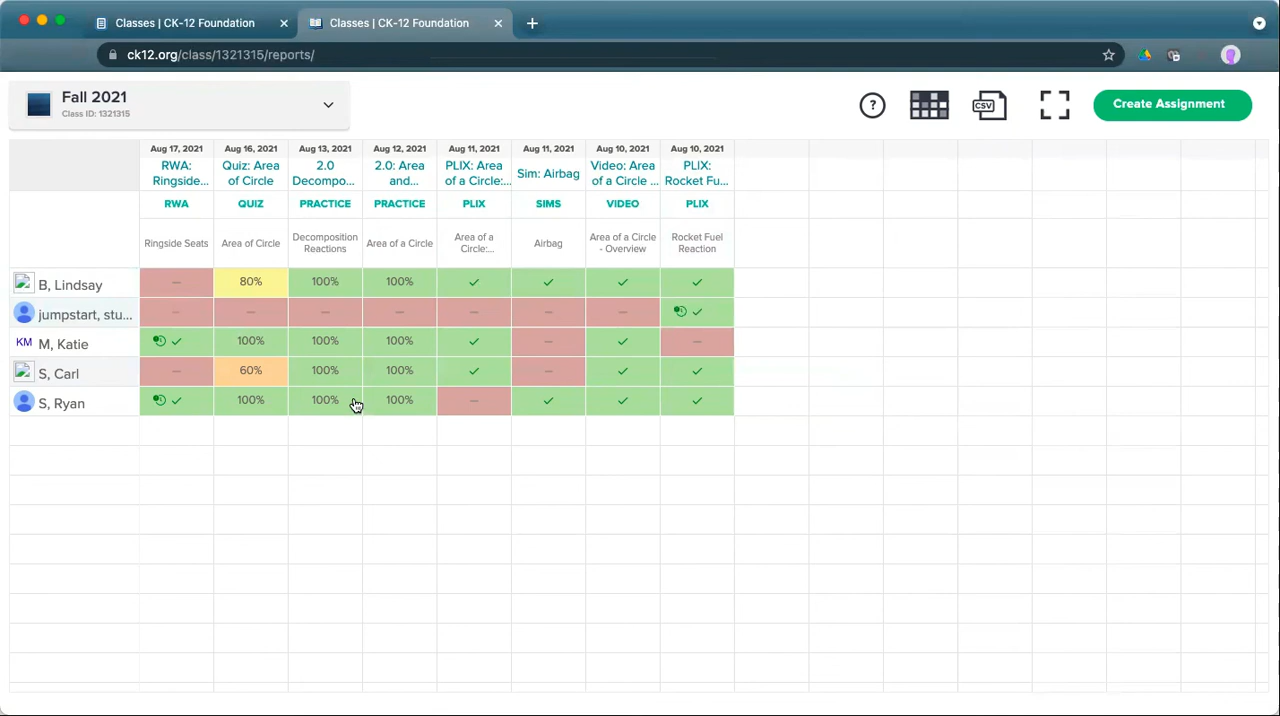 Classes | CK-12 Foundation
Classes | CK-12 Foundation
ck12.org/class/1321315/reports/
Fall 2021
Class ID: 1321315
?
CSV
Create Assignment
Aug 17, 2021 Aug 16, 2021 Aug 13, 2021 Aug 12, 2021 Aug 11, 2021 Aug 11, 2021 Aug 10, 2021 Aug 10, 2021
RWA: Quiz: Area 2.0 2.0: Area PLIX: Area Sim: Airbag Video: Area PLIX:
Ringside... of Circle Decompo... and... of a Circle:... of a Circle ... Rocket Fu...
RWA QUIZ PRACTICE PRACTICE PLIX SIMS VIDEO PLIX
Ringside Seats Area of Circle Decomposition Area of a Circle Area of a Airbag Area of a Circle Rocket Fuel
Reactions Circle:... - Overview Reaction
B, Lindsay – 80% 100% 100% ✓ ✓ ✓ ✓
jumpstart, stu... – – – – – – – ✓
KM M, Katie ✓ 100% 100% 100% ✓ – ✓ –
S, Carl – 60% 100% 100% ✓ – ✓ ✓
S, Ryan ✓ 100% 100% 100% – ✓ ✓ ✓